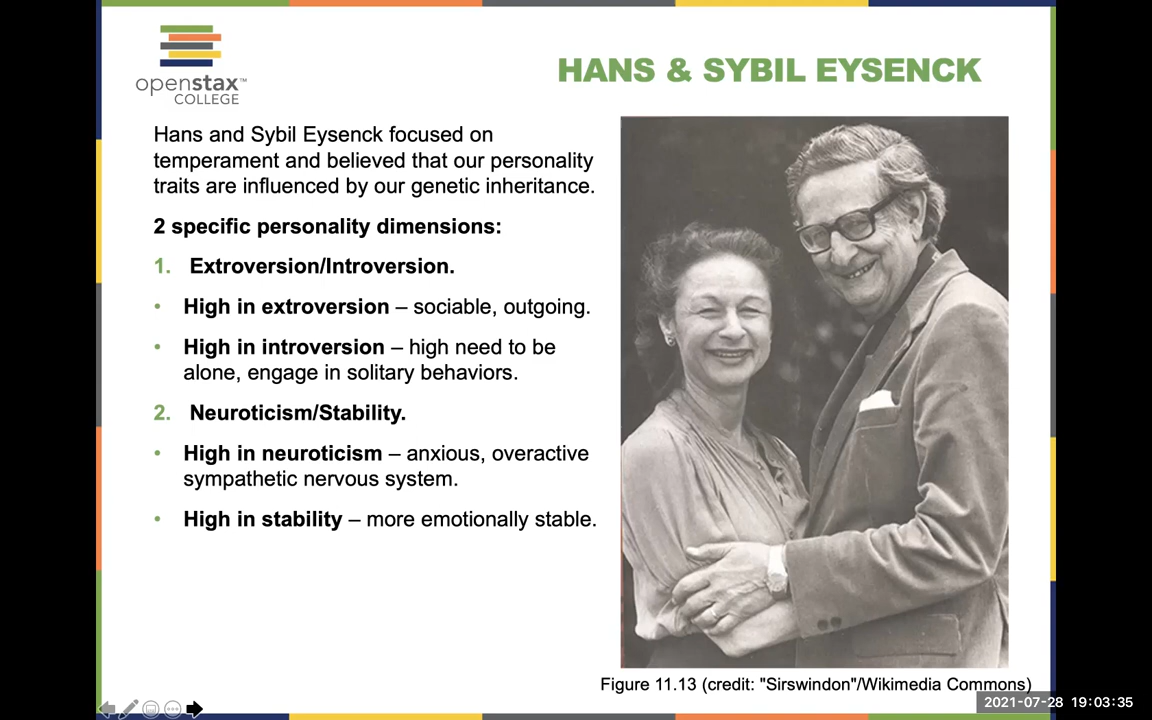 openstax™
COLLEGE
HANS & SYBIL EYSENCK
Hans and Sybil Eysenck focused on
temperament and believed that our personality
traits are influenced by our genetic inheritance.
2 specific personality dimensions:
1. Extroversion/Introversion.
• High in extroversion – sociable, outgoing.
• High in introversion – high need to be
alone, engage in solitary behaviors.
2. Neuroticism/Stability.
• High in neuroticism – anxious, overactive
sympathetic nervous system.
• High in stability – more emotionally stable.
Figure 11.13 (credit: "Sirswindon"/Wikimedia Commons)
2021-07-28 19:03:35